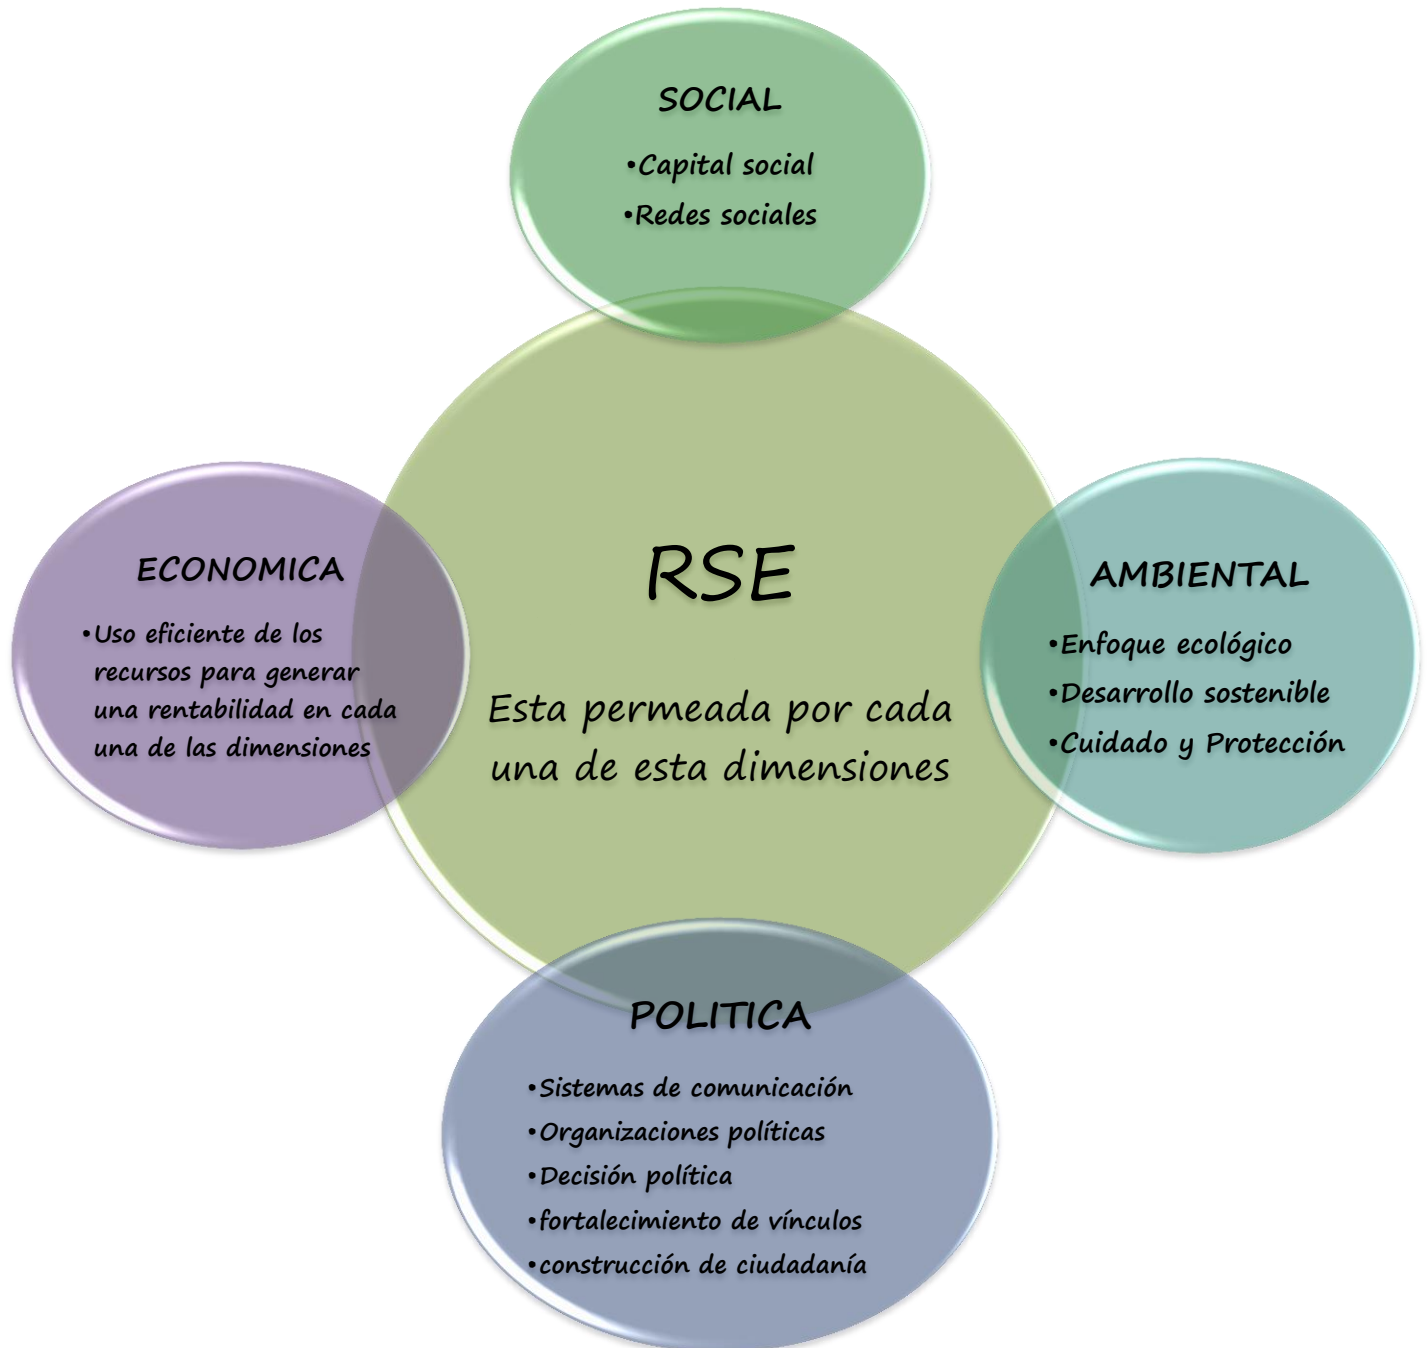 SOCIAL
•Capital social
•Redes sociales
ECONOMICA
•Uso eficiente de los
recursos para generar
una rentabilidad en cada
una de las dimensiones
RSE
Esta permeada por cada
una de esta dimensiones
AMBIENTAL
•Enfoque ecológico
•Desarrollo sostenible
•Cuidado y Protección
POLITICA
•Sistemas de comunicación
•Organizaciones políticas
•Decisión política
•fortalecimiento de vínculos
•construcción de ciudadanía